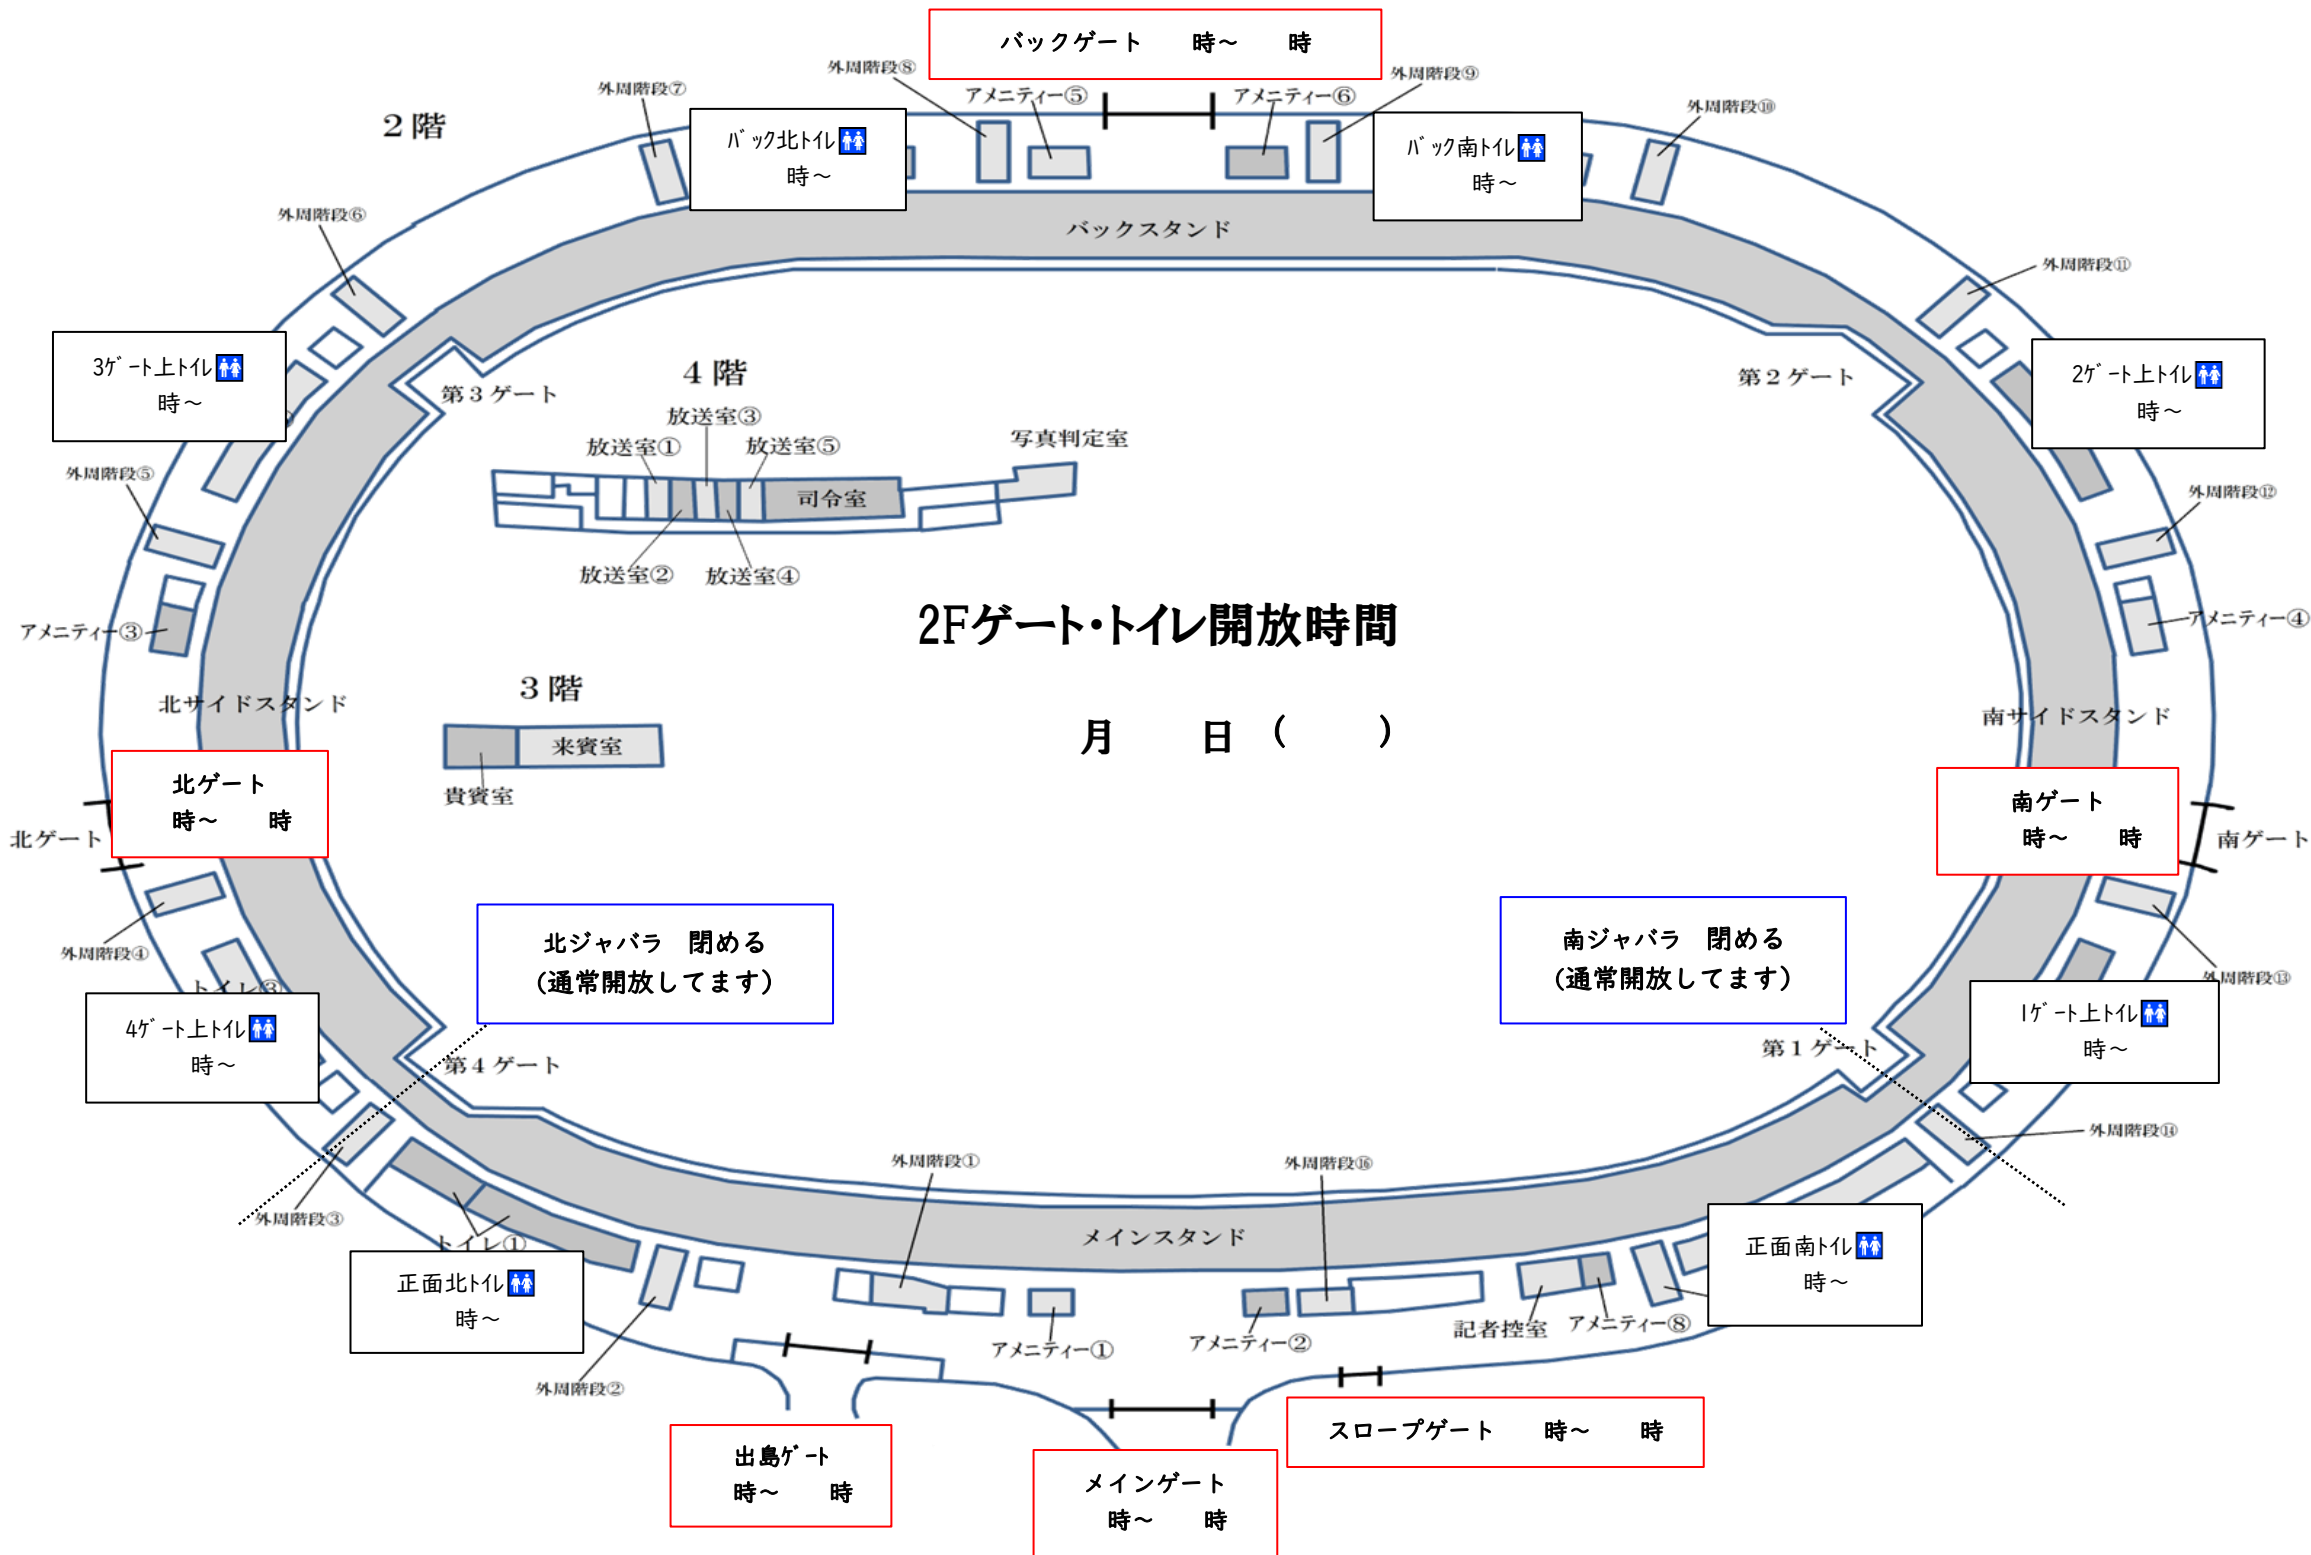 バックゲート　　時～　　時
外周階段⑧
外周階段⑨
外周階段⑦
アメニティー⑤
アメニティー⑥
外周階段⑩
２階
ﾊﾞｯｸ北ﾄｲﾚ🚻
時～
ﾊﾞｯｸ南ﾄｲﾚ🚻
時～
外周階段⑥
バックスタンド
外周階段⑪
3ｹﾞｰﾄ上ﾄｲﾚ🚻
時～
2ｹﾞｰﾄ上ﾄｲﾚ🚻
時～
第３ゲート
第２ゲート
４階
放送室③
放送室①
放送室⑤
写真判定室
司令室
放送室②
放送室④
外周階段⑤
外周階段⑫
アメニティー③
アメニティー④
2Fゲート・トイレ開放時間
月　　日（　　）
３階
来賓室
貴賓室
北サイドスタンド
南サイドスタンド
北ゲート
時～　　時
北ゲート
南ゲート
時～　　時
南ゲート
外周階段④
外周階段⑬
北ジャバラ　閉める
(通常開放してます)
南ジャバラ　閉める
(通常開放してます)
トイレ③
4ｹﾞｰﾄ上ﾄｲﾚ🚻
時～
1ｹﾞｰﾄ上ﾄｲﾚ🚻
時～
第４ゲート
第１ゲート
外周階段⑭
外周階段①
外周階段⑯
外周階段③
トイレ①
メインスタンド
正面北ﾄｲﾚ🚻
時～
正面南ﾄｲﾚ🚻
時～
記者控室
アメニティー⑧
アメニティー①
アメニティー②
外周階段②
出島ｹﾞｰﾄ
時～　　時
メインゲート
時～　　時
スロープゲート　　時～　　時